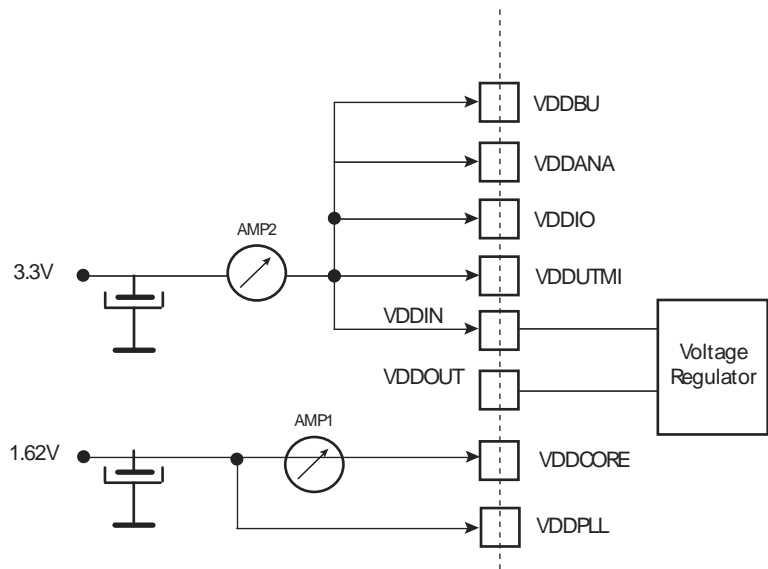 VDDBU
VDDANA
VDDIO
AMP2
3.3V
VDDUTMI
VDDIN
Voltage
Regulator
VDDOUT
AMP1
1.62V
VDDCORE
VDDPLL